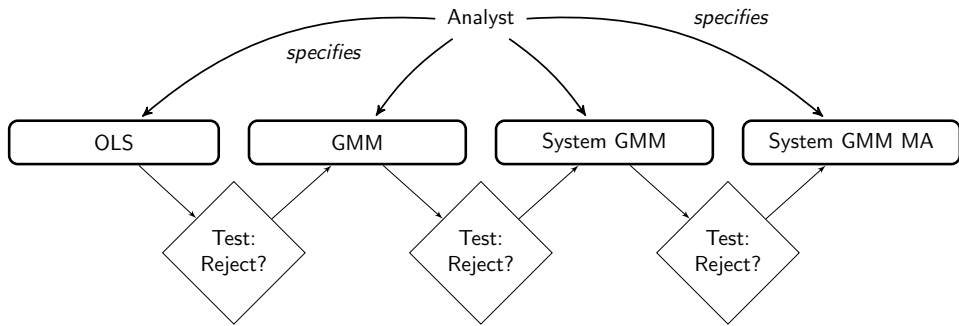 Analyst
specifies
specifies
OLS
GMM
System GMM
System GMM MA
Test:
Reject?
Test:
Reject?
Test:
Reject?